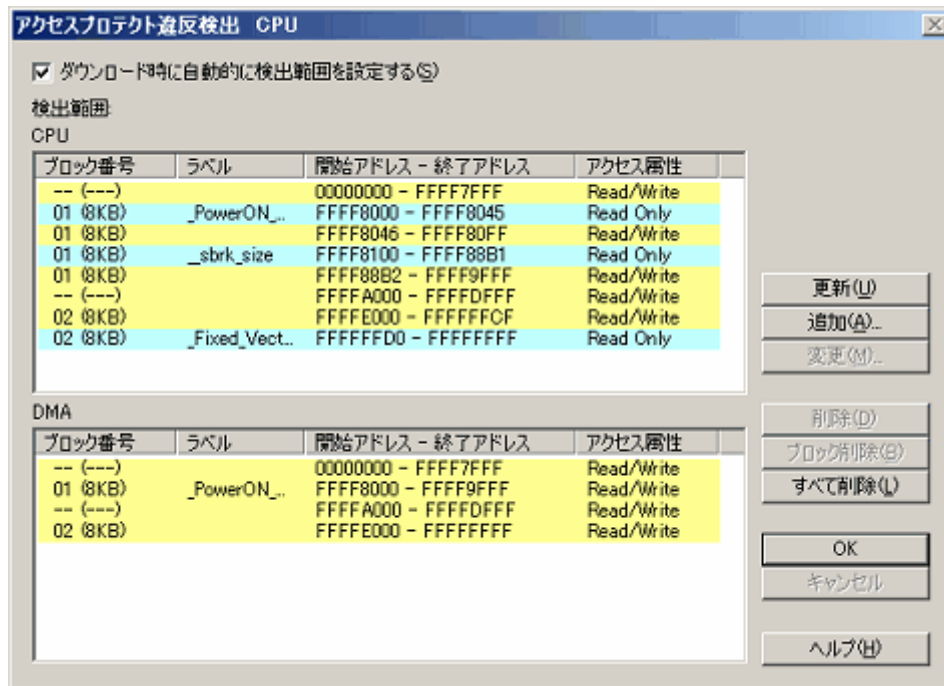 アクセスプロテクト違反検出 CPU
ダウンロード時に自動的に検出範囲を設定する(S)
検出範囲:
CPU
ブロック番号 ラベル 開始アドレス - 終了アドレス アクセス属性
-- (---) 00000000 - FFFF7FFF Read/Write
01 (8KB) _PowerON_... FFFF8000 - FFFF8045 Read Only
01 (8KB) FFFF8046 - FFFF80FF Read/Write
01 (8KB) __sbrk_size FFFF8100 - FFFF88B1 Read Only
01 (8KB) FFFF88B2 - FFFF9FFF Read/Write
-- (---) FFFFA000 - FFFFDFFF Read/Write
02 (8KB) FFFFE000 - FFFFFFCF Read/Write
02 (8KB) _Fixed_Vect... FFFFFFD0 - FFFFFFFF Read Only
更新(U)
追加(A)...
変更(M)...
DMA
ブロック番号 ラベル 開始アドレス - 終了アドレス アクセス属性
-- (---) 00000000 - FFFF7FFF Read/Write
01 (8KB) _PowerON_... FFFF8000 - FFFF9FFF Read/Write
-- (---) FFFFA000 - FFFFDFFF Read/Write
02 (8KB) FFFFE000 - FFFFFFFF Read/Write
削除(D)
ブロック削除(B)
すべて削除(L)
OK
キャンセル
ヘルプ(H)